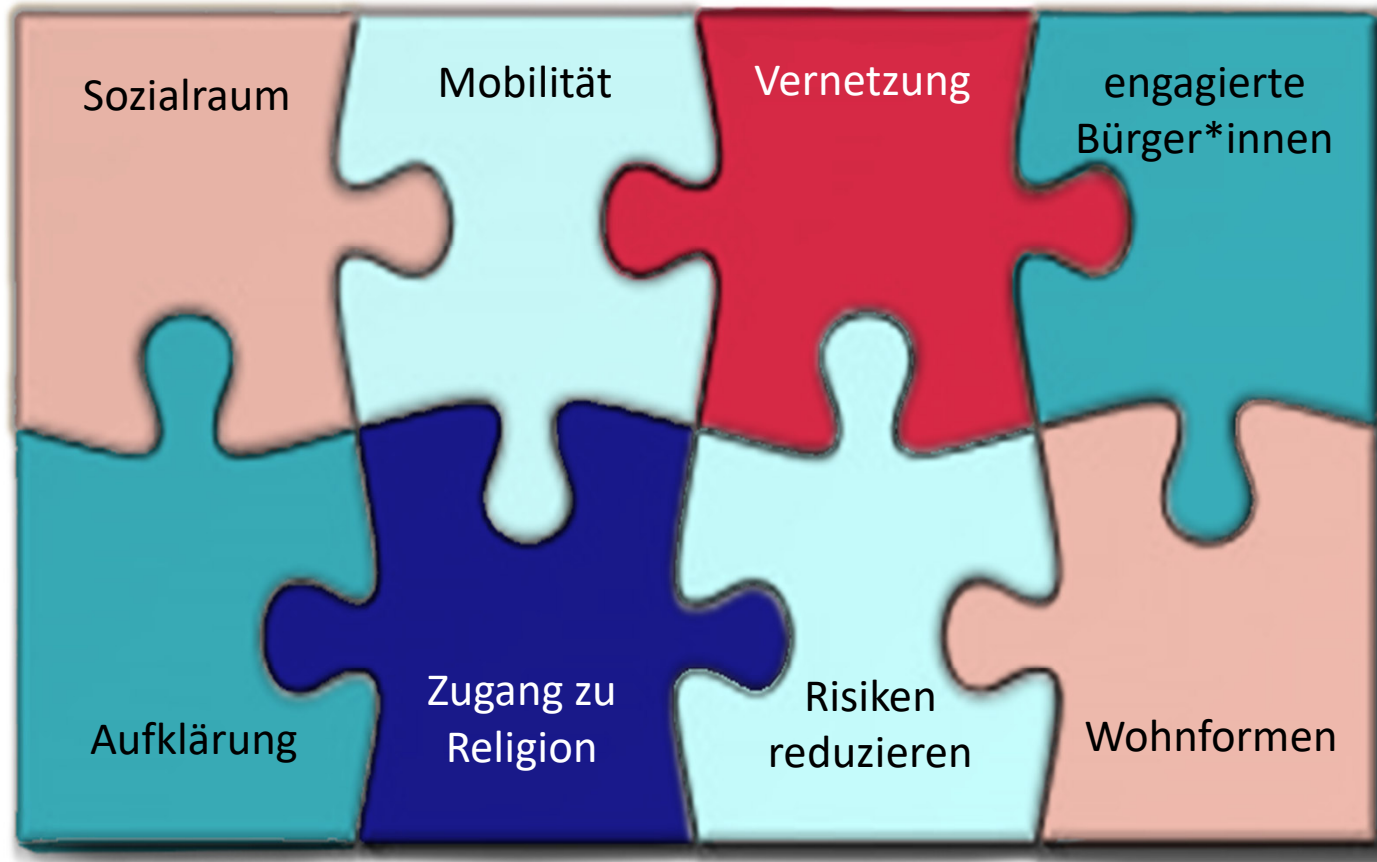 Sozialraum
Mobilität
Vernetzung
engagierte
Bürger*innen
Aufklärung
Zugang zu
Religion
Risiken
reduzieren
Wohnformen